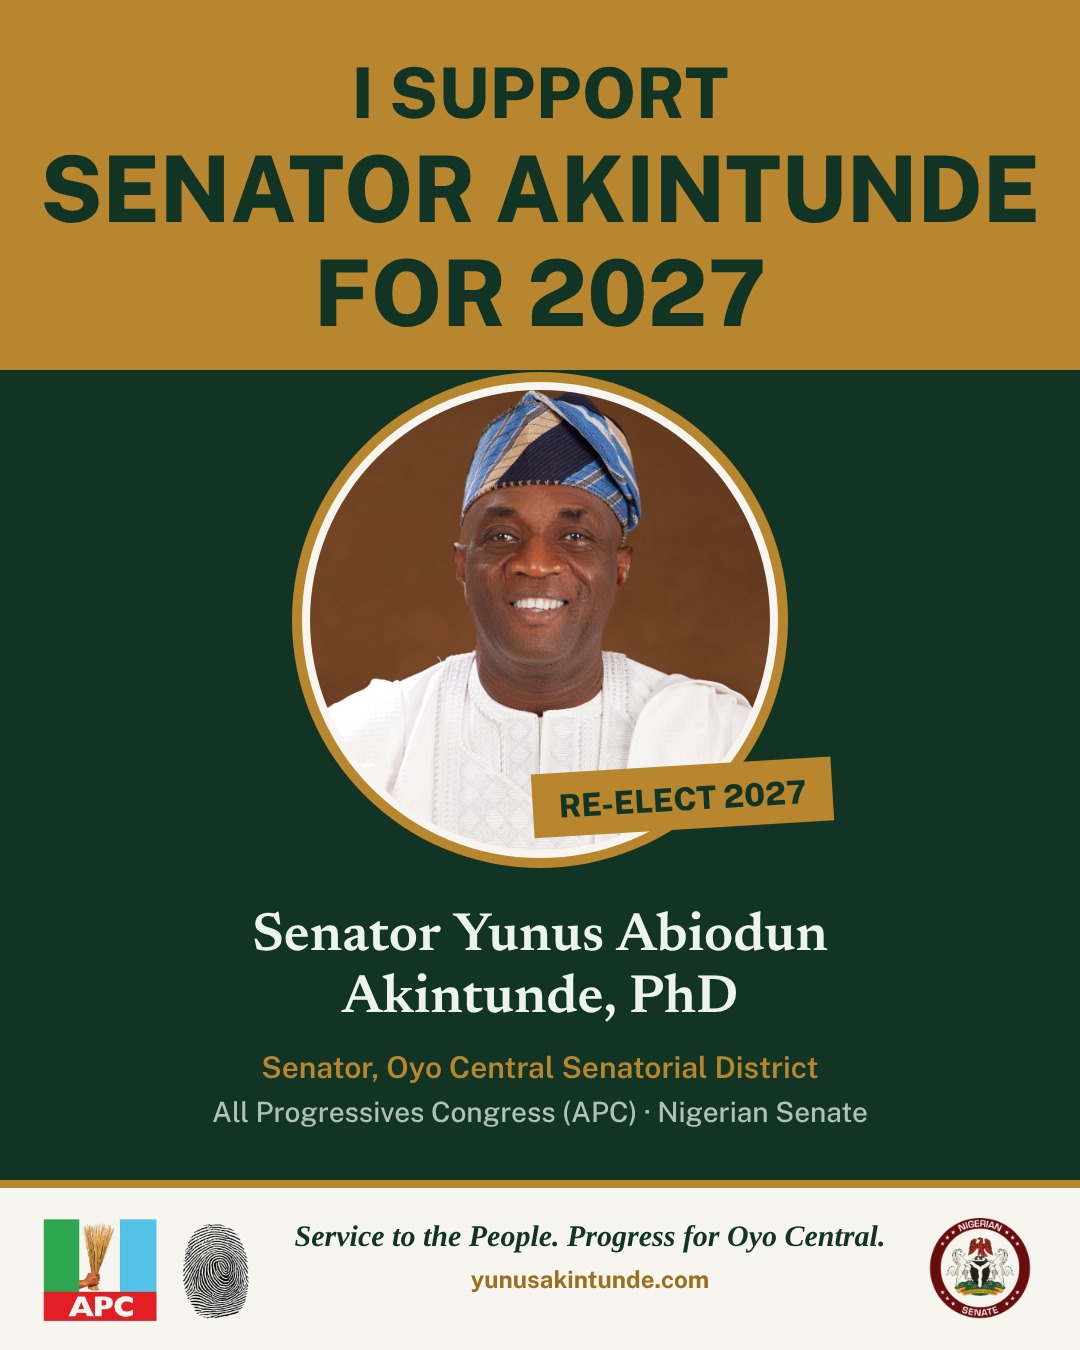 I SUPPORT
SENATOR AKINTUNDE
FOR 2027
RE-ELECT 2027
Senator Yunus Abiodun
Akintunde, PhD
Senator, Oyo Central Senatorial District
All Progressives Congress (APC) · Nigerian Senate
APC
Service to the People. Progress for Oyo Central.
yunusakintunde.com
NIGERIAN
SENATE